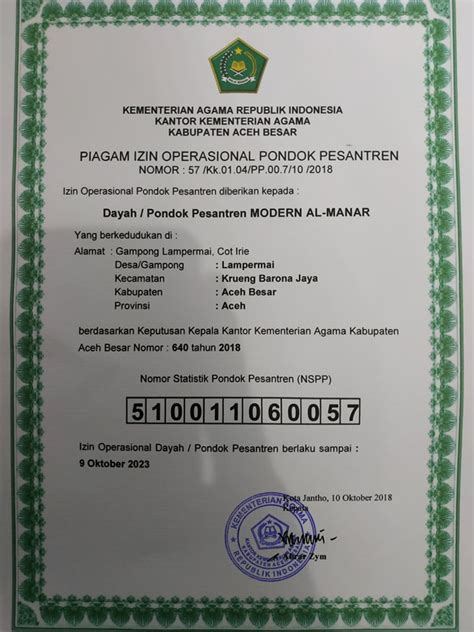 KEMENTERIAN AGAMA REPUBLIK INDONESIA
KANTOR KEMENTERIAN AGAMA
KABUPATEN ACEH BESAR
PIAGAM IZIN OPERASIONAL PONDOK PESANTREN
NOMOR : 57 /Kk.01.04/PP.00.7/10 /2018
Izin Operasional Pondok Pesantren diberikan kepada :
Dayah / Pondok Pesantren MODERN AL-MANAR
Yang berkedudukan di :
Alamat : Gampong Lampermai, Cot Irie
Desa/Gampong : Lampermai
Kecamatan : Krueng Barona Jaya
Kabupaten : Aceh Besar
Provinsi : Aceh
berdasarkan Keputusan Kepala Kantor Kementerian Agama Kabupaten
Aceh Besar Nomor : 640 tahun 2018
Nomor Statistik Pondok Pesantren (NSPP)
510011060057
Izin Operasional Dayah / Pondok Pesantren berlaku sampai :
9 Oktober 2023
Kota Jantho, 10 Oktober 2018
Kepala
KEMENTERIAN AGAMA
REPUBLIK INDONESIA
Zym